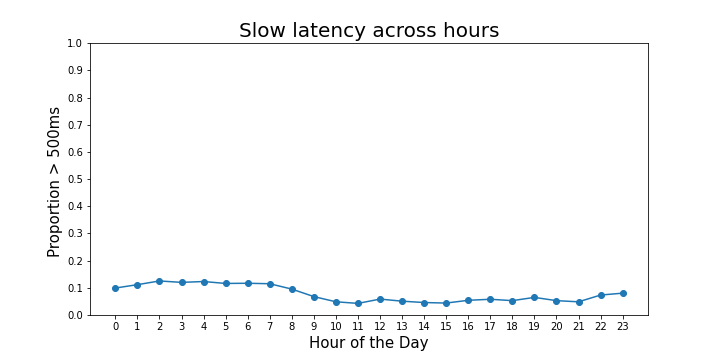 Slow latency across hours
1.0
0.9
0.8
0.7
0.6
0.5
0.4
0.3
0.2
0.1
0.0
Proportion > 500ms
0 1 2 3 4 5 6 7 8 9 10 11 12 13 14 15 16 17 18 19 20 21 22 23
Hour of the Day